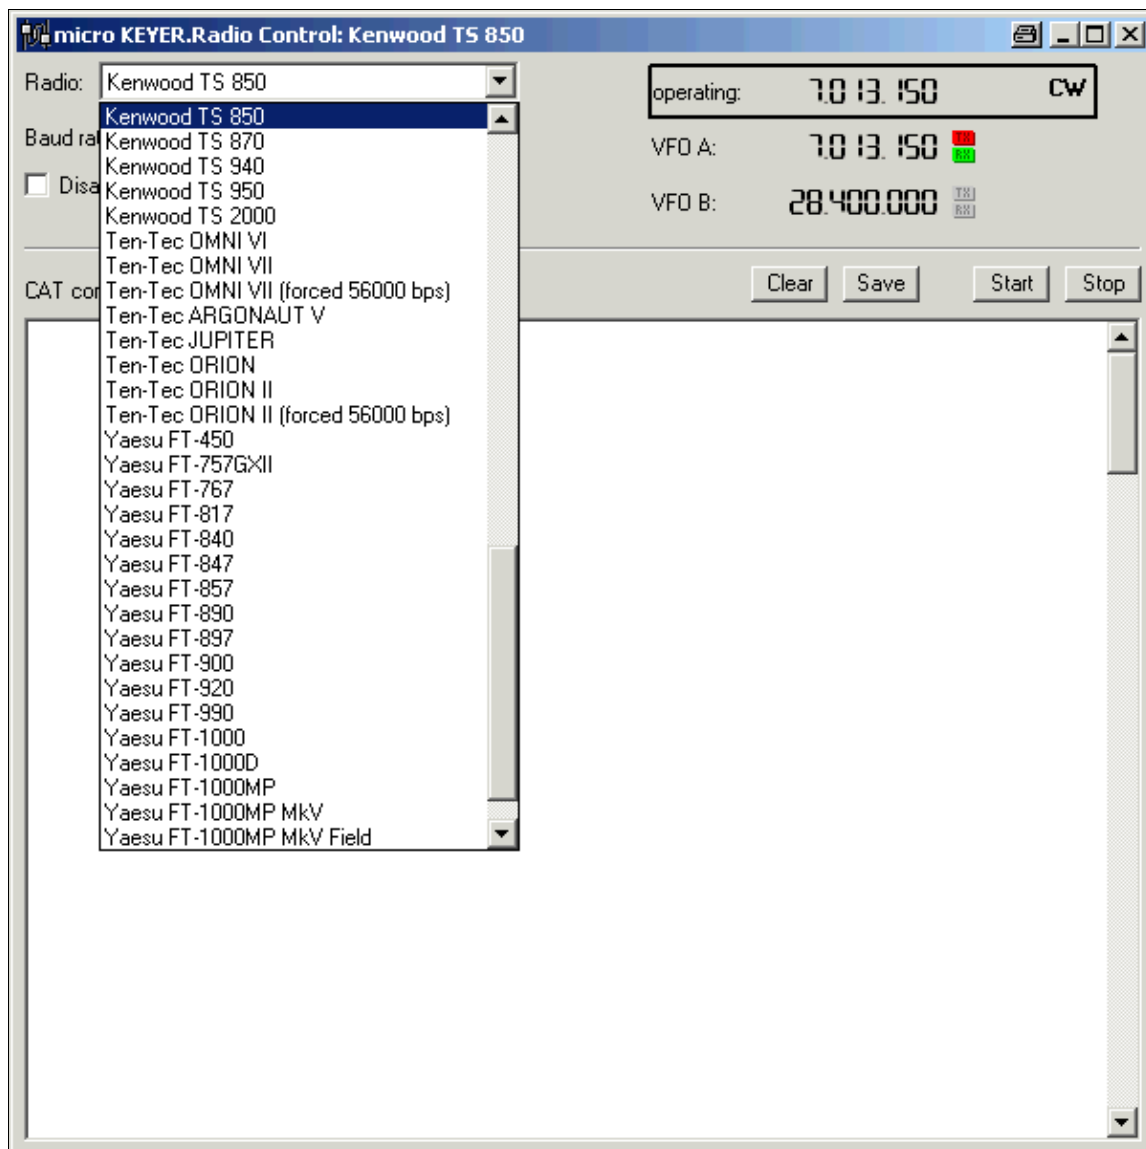 micro KEYER.Radio Control: Kenwood TS 850
Radio: Kenwood TS 850
operating: 7.013.150 CW
VFO A: 7.013.150 TX RX
VFO B: 28.400.000 TX RX
Baud ra
Disa
CAT cor
Clear Save Start Stop
Kenwood TS 850
Kenwood TS 870
Kenwood TS 940
Kenwood TS 950
Kenwood TS 2000
Ten-Tec OMNI VI
Ten-Tec OMNI VII
Ten-Tec OMNI VII (forced 56000 bps)
Ten-Tec ARGONAUT V
Ten-Tec JUPITER
Ten-Tec ORION
Ten-Tec ORION II
Ten-Tec ORION II (forced 56000 bps)
Yaesu FT-450
Yaesu FT-757GXII
Yaesu FT-767
Yaesu FT-817
Yaesu FT-840
Yaesu FT-847
Yaesu FT-857
Yaesu FT-890
Yaesu FT-897
Yaesu FT-900
Yaesu FT-920
Yaesu FT-990
Yaesu FT-1000
Yaesu FT-1000D
Yaesu FT-1000MP
Yaesu FT-1000MP MkV
Yaesu FT-1000MP MkV Field